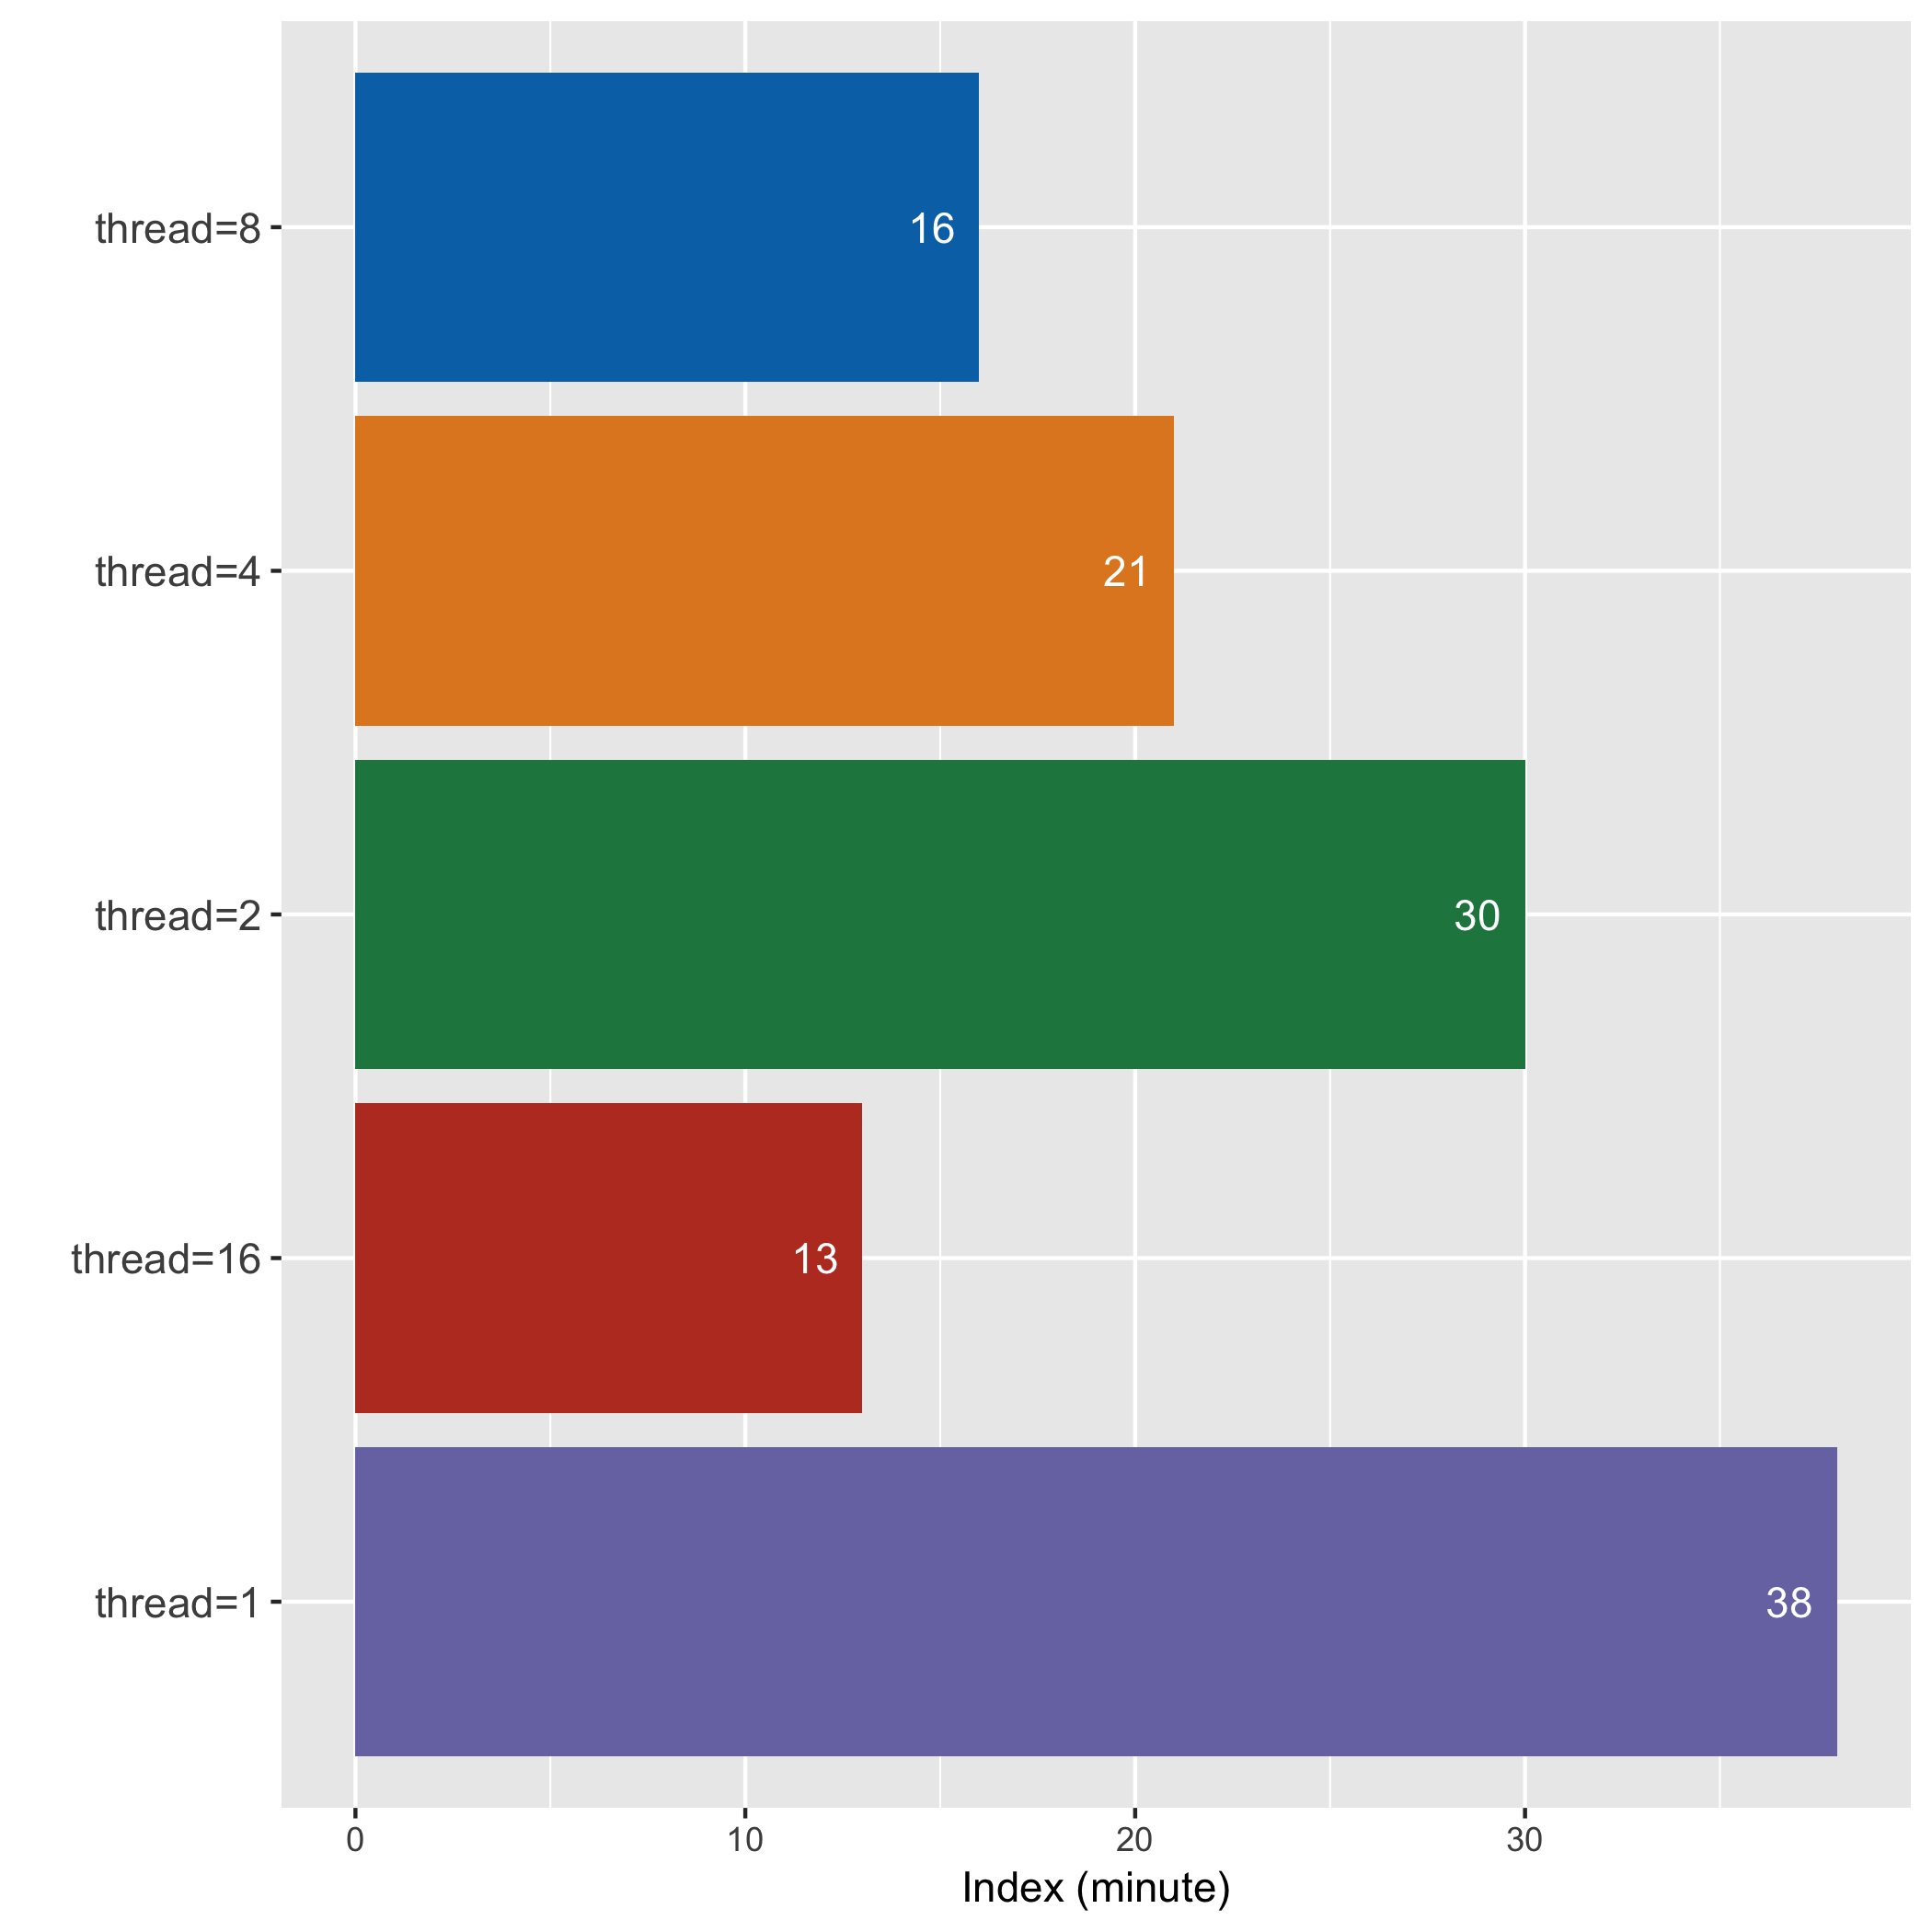 thread=8
16
thread=4
21
thread=2
30
thread=16
13
thread=1
38
0 10 20 30
Index (minute)